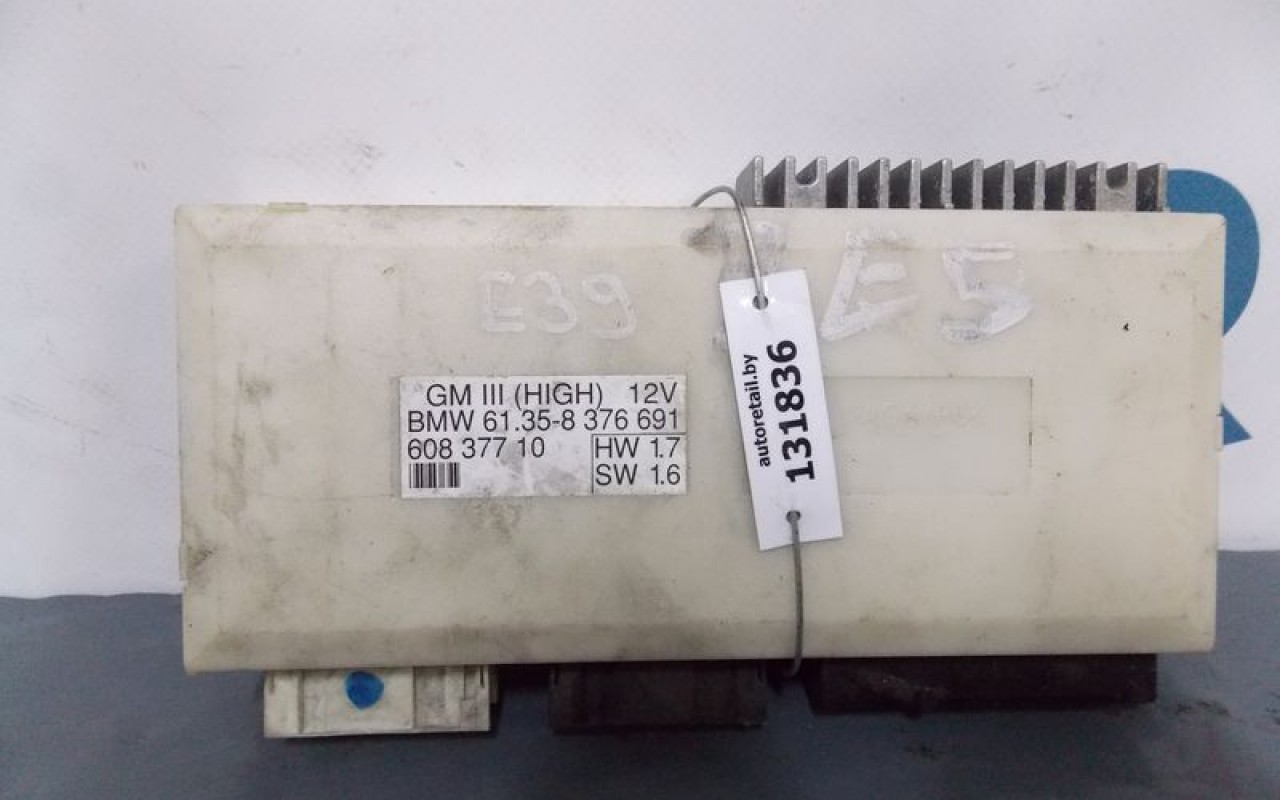 E39
E5
GM III (HIGH) 12V
BMW 61.35-8 376 691
608 377 10
HW 1.7
SW 1.6
autoretail.by
131836